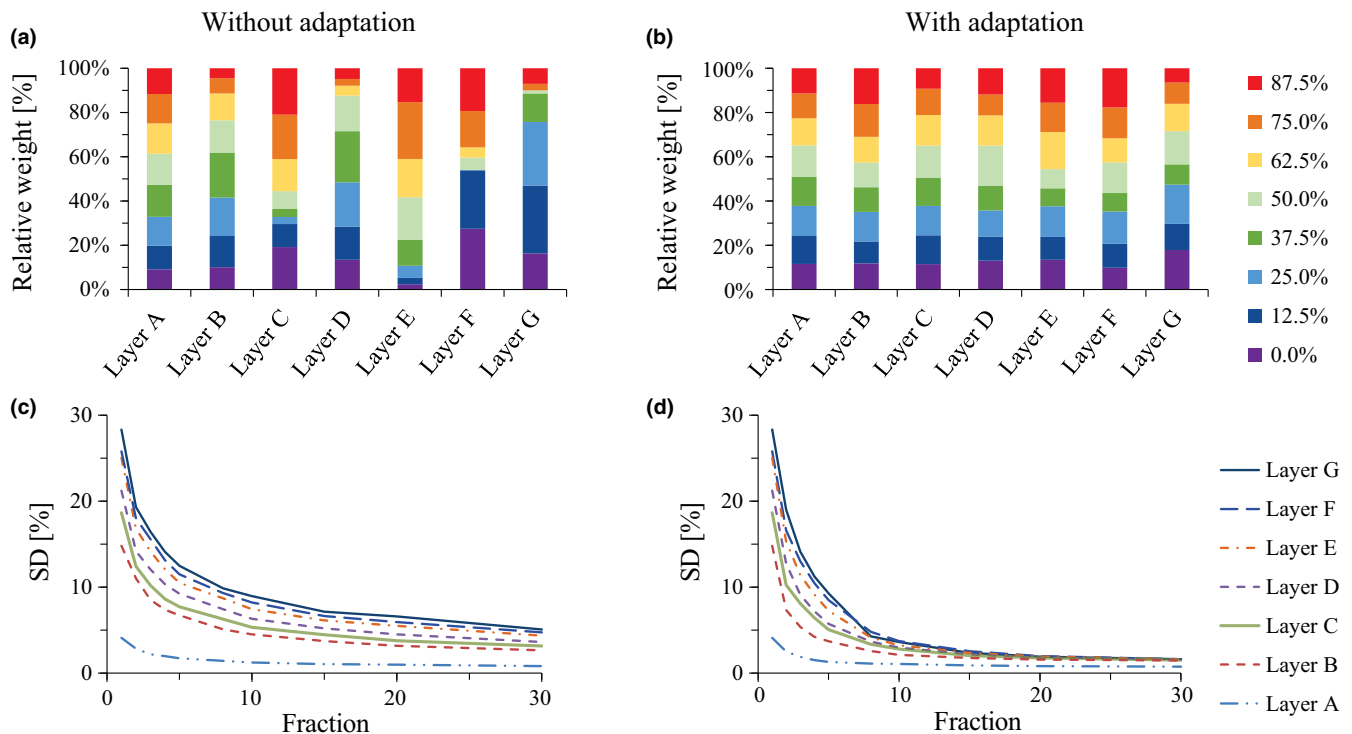 Without adaptation
With adaptation
(a)
Relative weight [%]
100%
80%
60%
40%
20%
0%
Layer A
Layer B
Layer C
Layer D
Layer E
Layer F
Layer G
(b)
Relative weight [%]
100%
80%
60%
40%
20%
0%
Layer A
Layer B
Layer C
Layer D
Layer E
Layer F
Layer G
87.5%
75.0%
62.5%
50.0%
37.5%
25.0%
12.5%
0.0%
(c)
SD [%]
30
20
10
0
0
10
20
30
Fraction
(d)
SD [%]
30
20
10
0
0
10
20
30
Fraction
Layer G
Layer F
Layer E
Layer D
Layer C
Layer B
Layer A